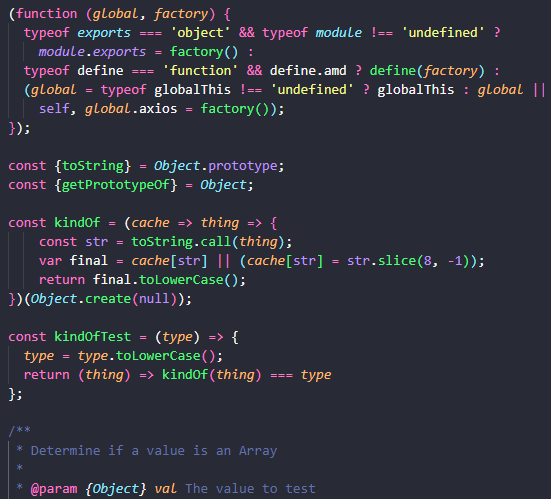 (function (global, factory) {
  typeof exports === 'object' && typeof module !== 'undefined' ?
    module.exports = factory() :
  typeof define === 'function' && define.amd ? define(factory) :
  (global = typeof globalThis !== 'undefined' ? globalThis : global ||
    self, global.axios = factory());
});

const {toString} = Object.prototype;
const {getPrototypeOf} = Object;

const kindOf = (cache => thing => {
    const str = toString.call(thing);
    var final = cache[str] || (cache[str] = str.slice(8, -1));
    return final.toLowerCase();
})(Object.create(null));

const kindOfTest = (type) => {
  type = type.toLowerCase();
  return (thing) => kindOf(thing) === type
};

/**
 * Determine if a value is an Array
 *
 * @param {Object} val The value to test